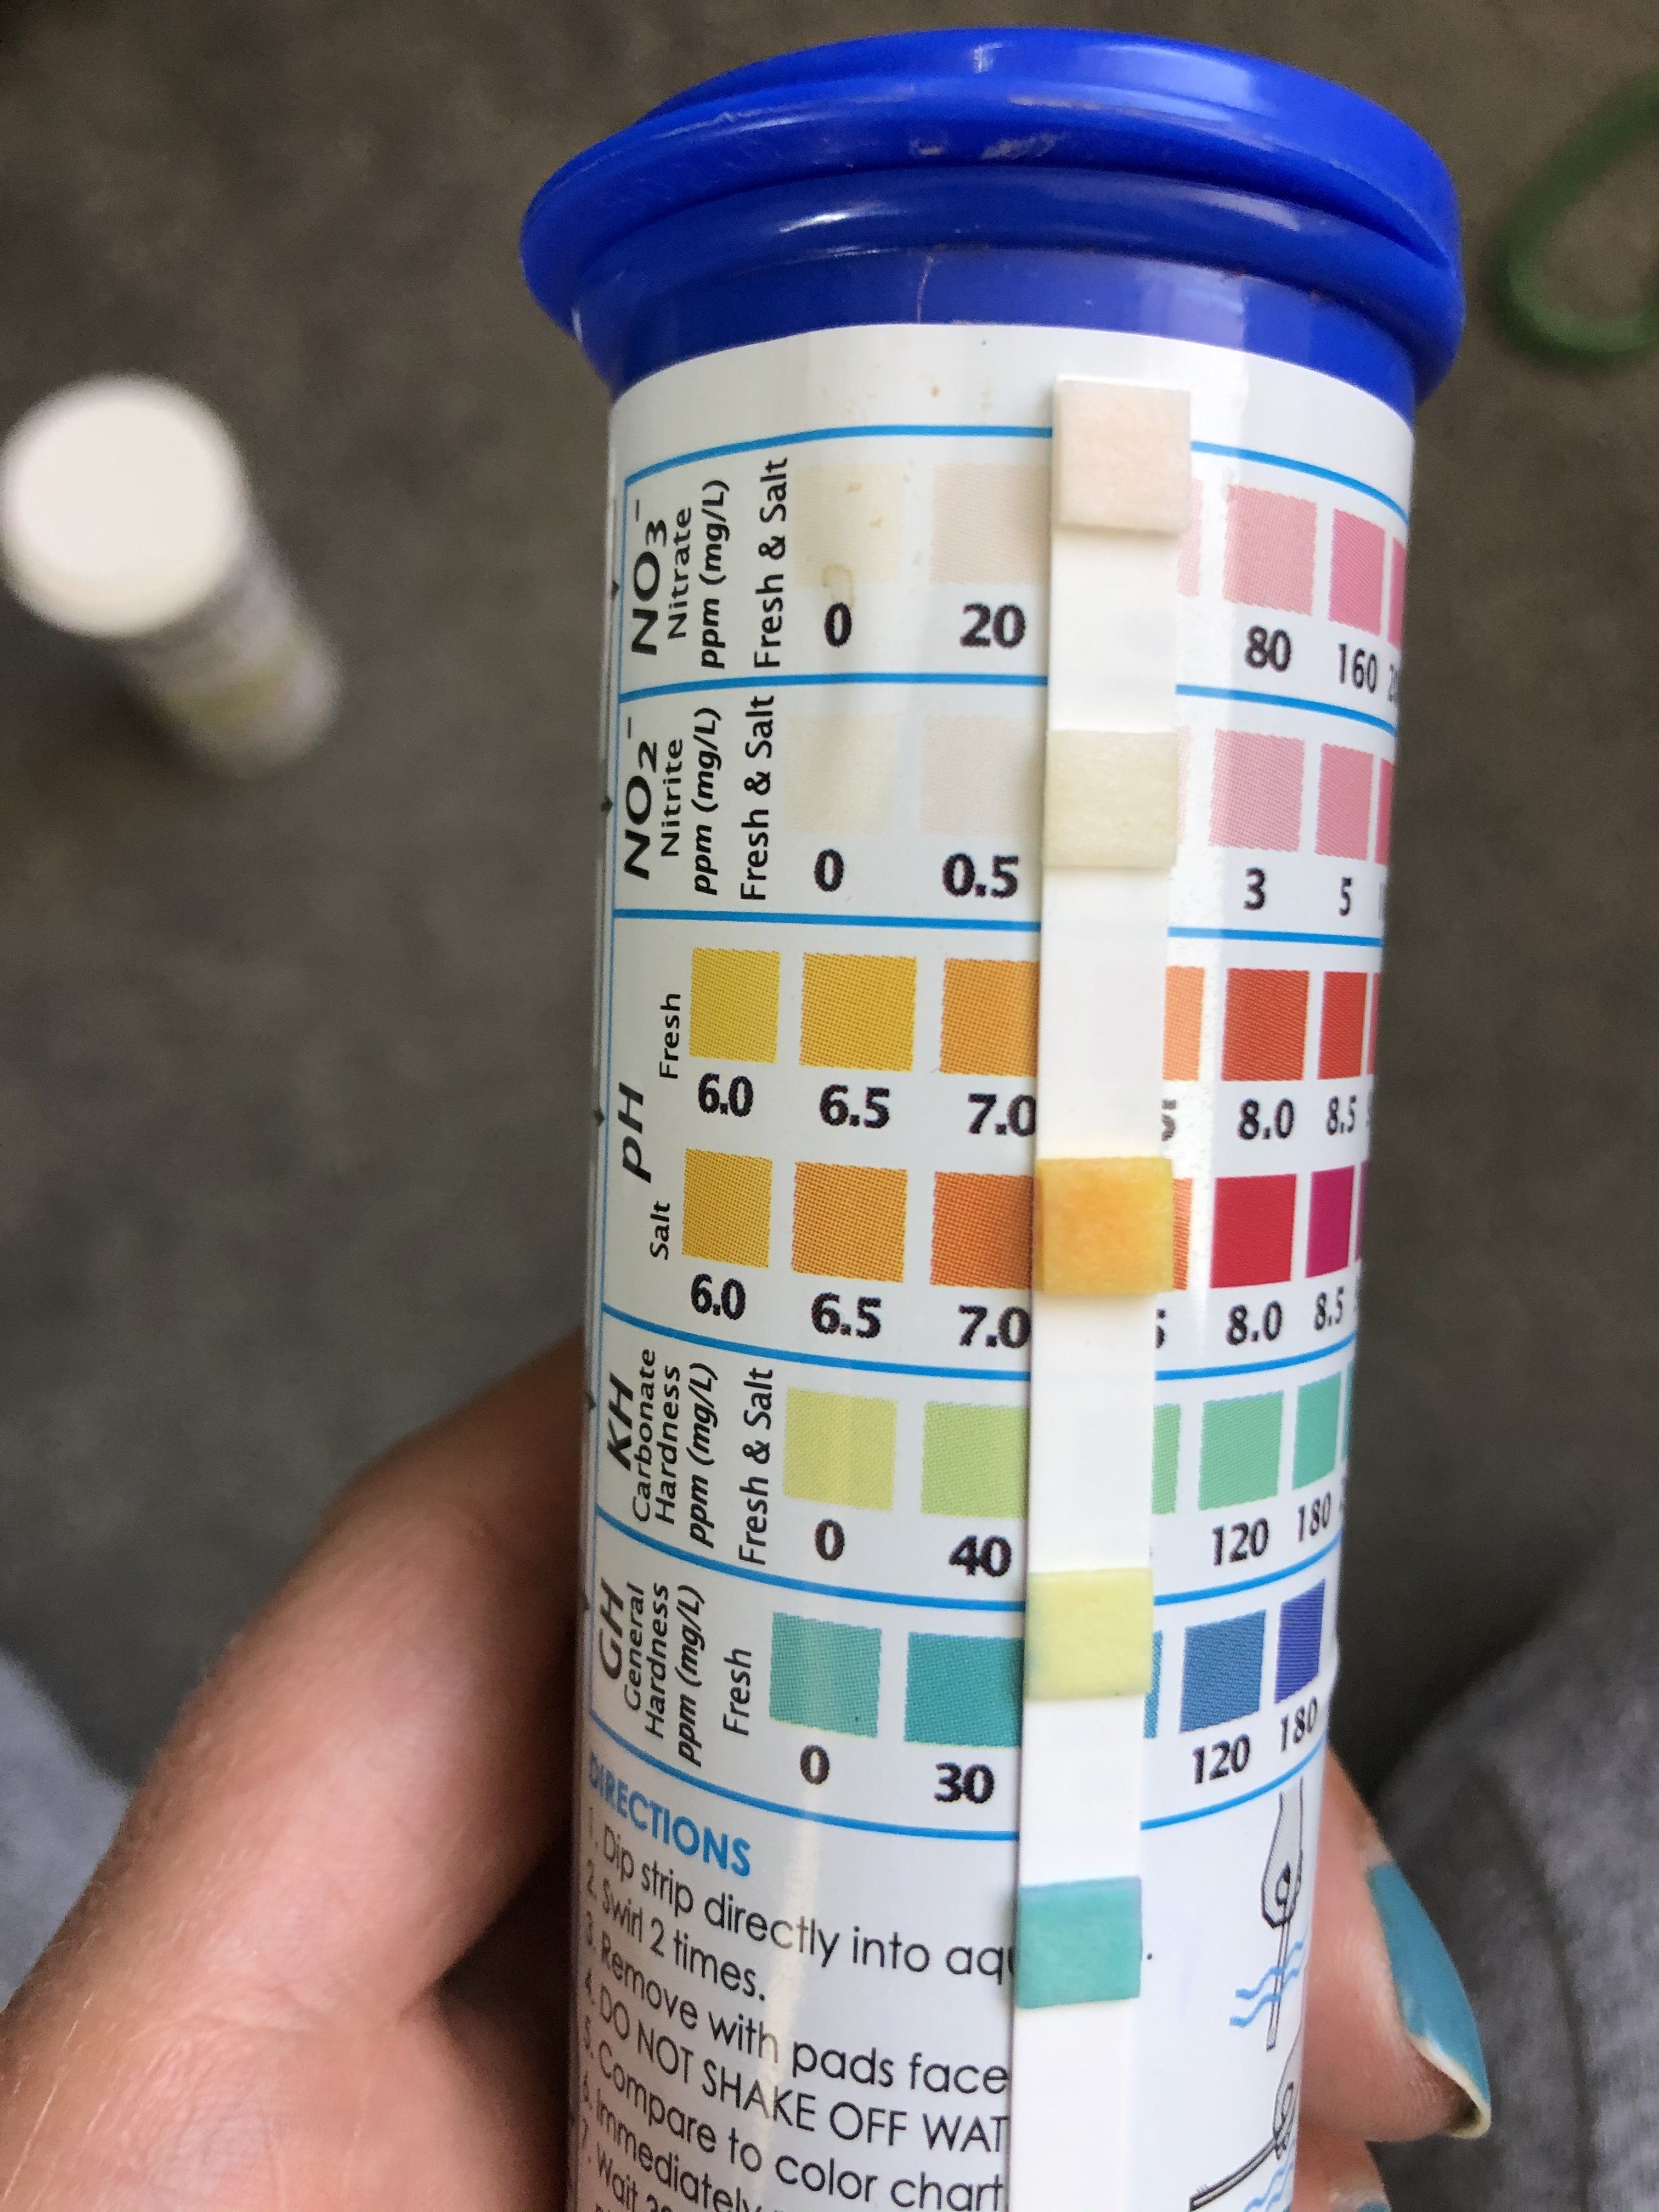 NO3⁻
Nitrate
ppm (mg/L)
Fresh & Salt
0 20 80 160
NO2⁻
Nitrite
ppm (mg/L)
Fresh & Salt
0 0.5 3 5
pH
Fresh
6.0 6.5 7.0 8.0 8.5
Salt
6.0 6.5 7.0 8.0 8.5
KH
Carbonate
Hardness
ppm (mg/L)
Fresh & Salt
0 40 120 180
GH
General
Hardness
ppm (mg/L)
Fresh
0 30 120 180
DIRECTIONS
1. Dip strip directly into
2. Swirl 2 times.
3. Remove with pads face
4. DO NOT SHAKE OFF
5. Compare to color chart
6. Immediately
7. Wait